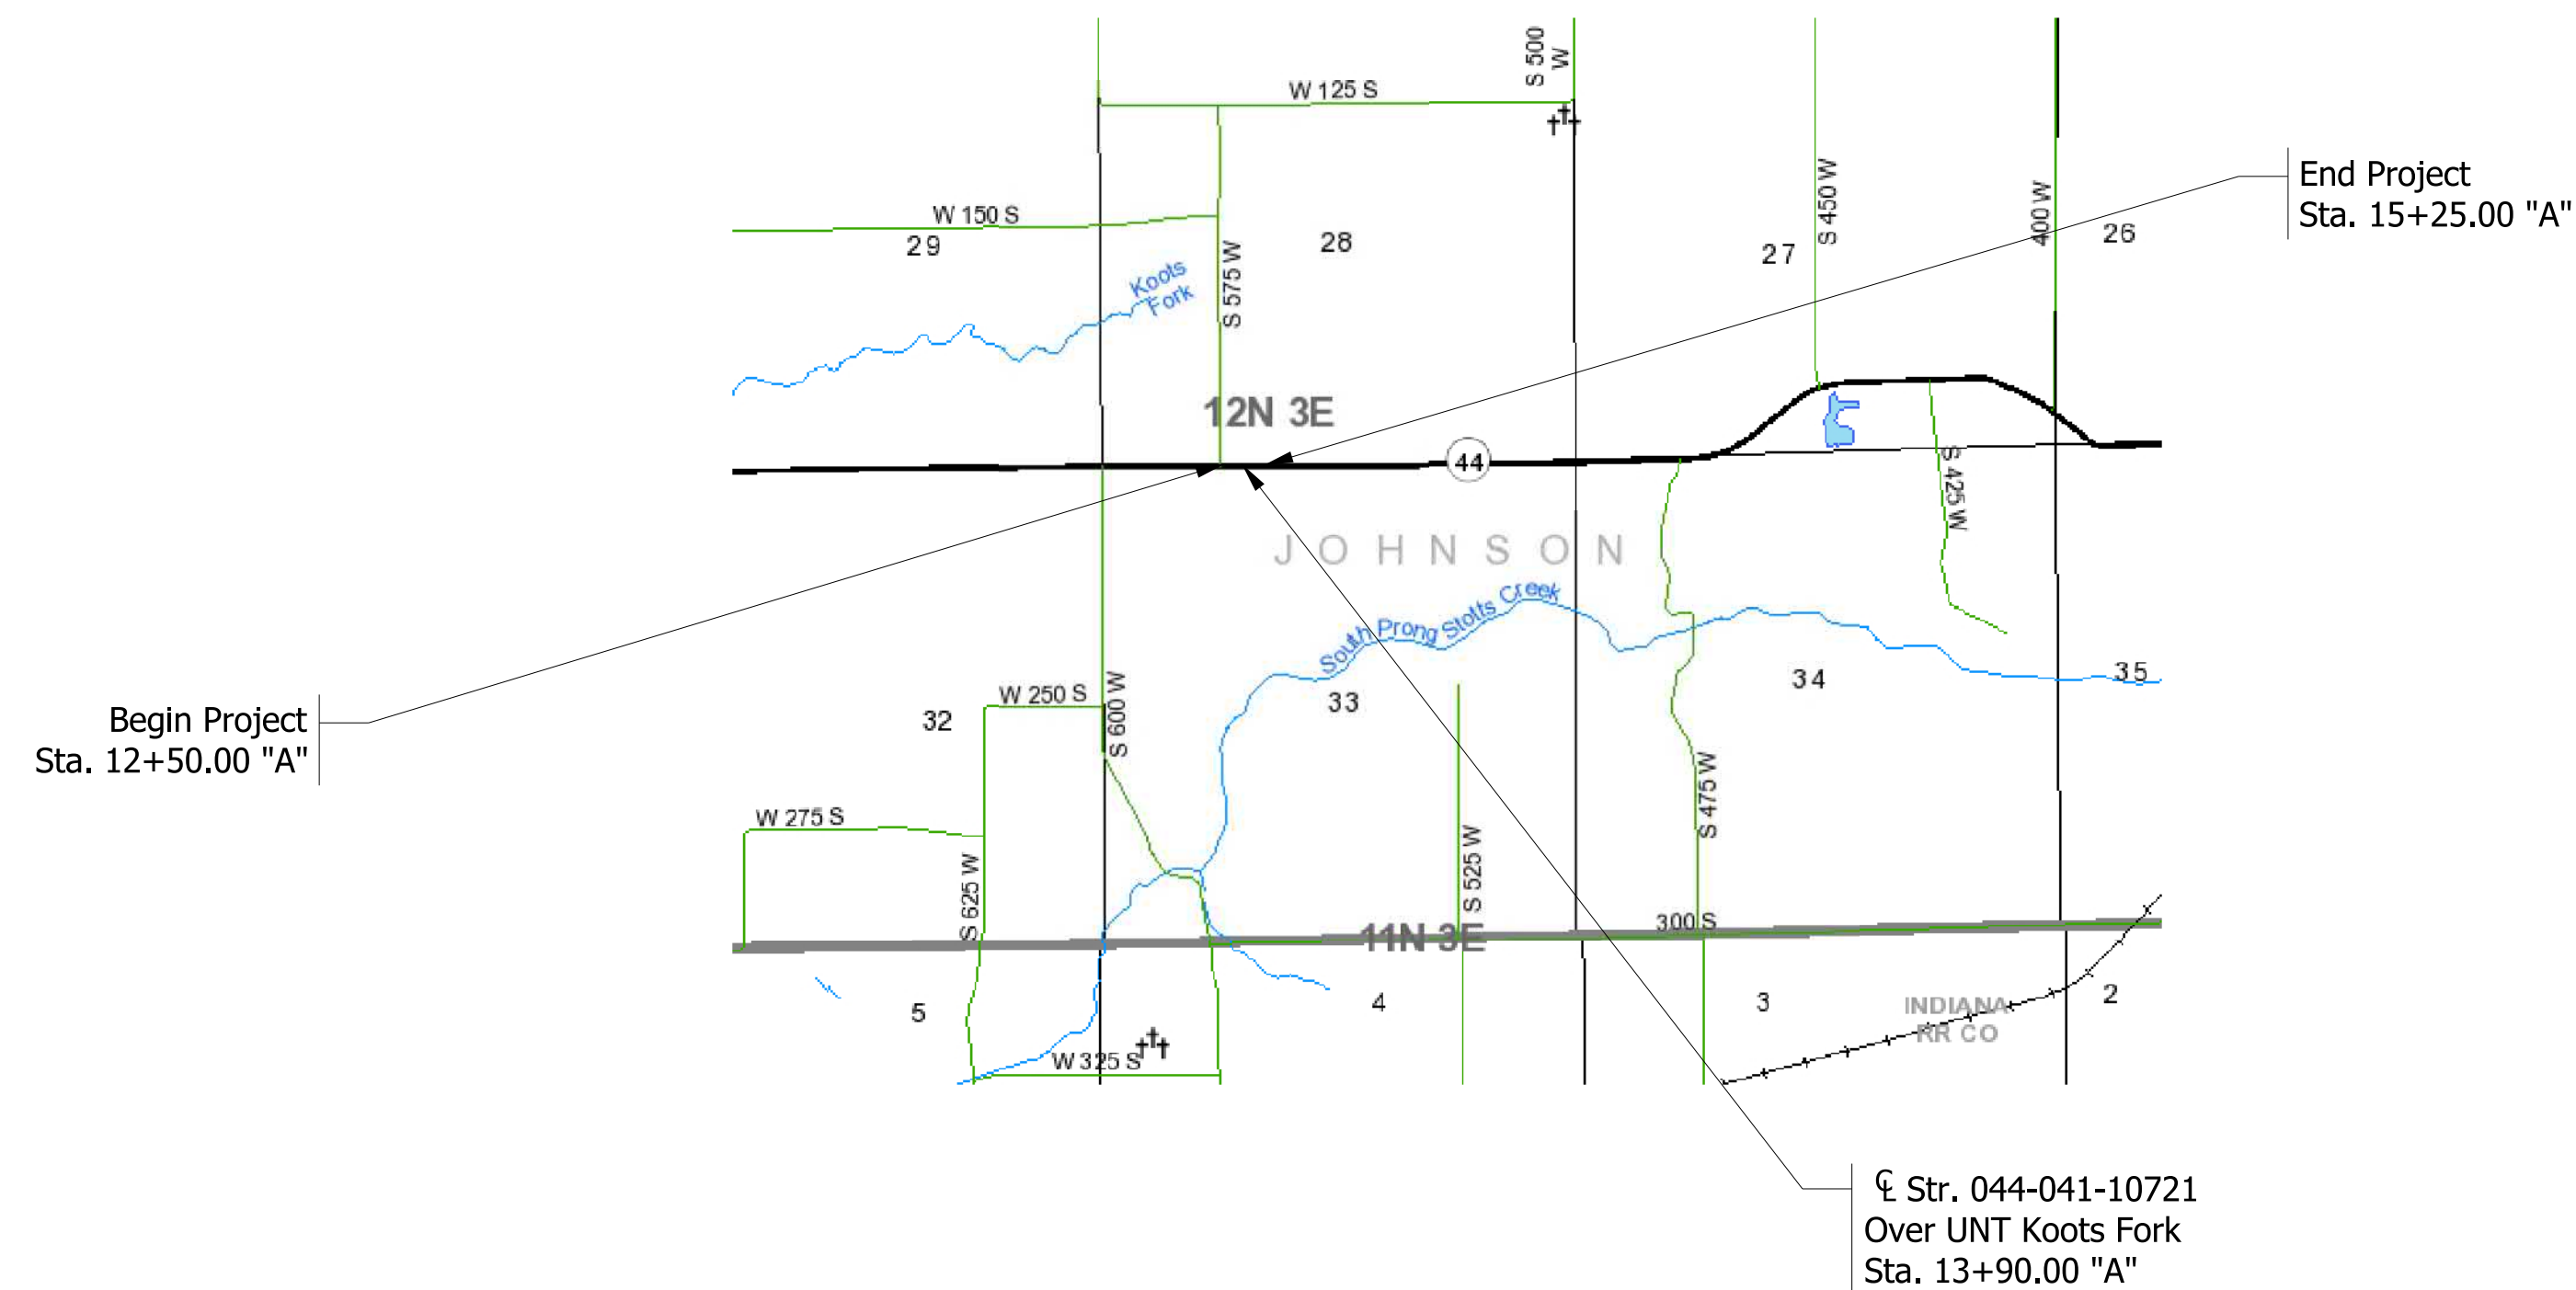 S 500
W
W 125 S
End Project
Sta. 15+25.00 "A"
S 450 W
400 W
W 150 S
29
28
27
26
Koots
Fork
S 575 W
12N 3E
44
S 425 W
JOHNSON
South Prong Stotts Creek
Begin Project
Sta. 12+50.00 "A"
32
W 250 S
S 600 W
33
34
35
W 275 S
S 625 W
S 525 W
S 475 W
300 S
11N 3E
5
4
3
2
INDIANA
RR CO
W 325 S
℄ Str. 044-041-10721
Over UNT Koots Fork
Sta. 13+90.00 "A"